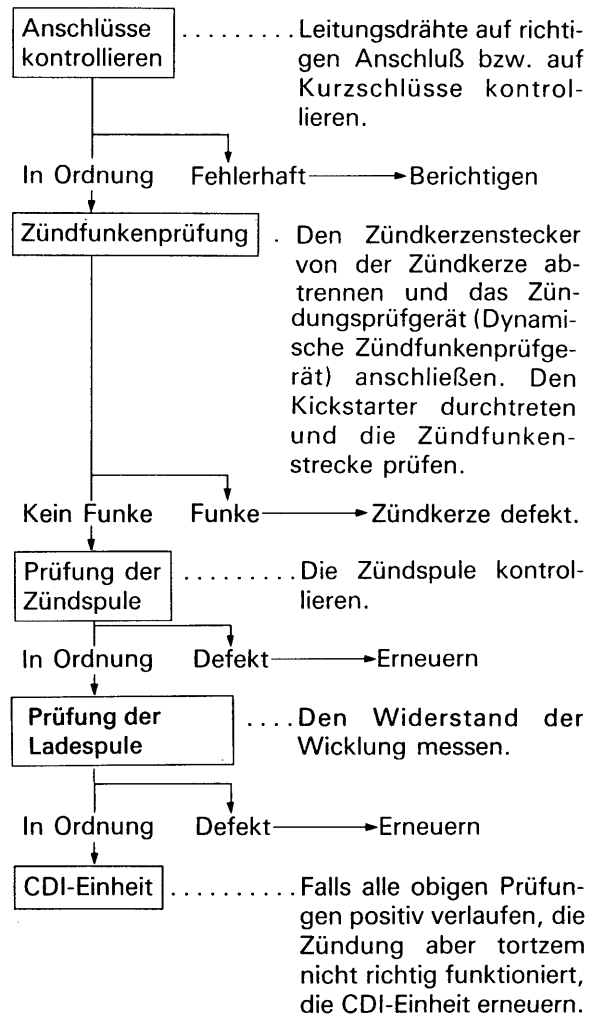 Anschlüsse
kontrollieren
. . . . . . . . . Leitungsdrähte auf richti-
gen Anschluß bzw. auf
Kurzschlüsse kontrol-
lieren.
In Ordnung Fehlerhaft Berichtigen
Zündfunkenprüfung
. Den Zündkerzenstecker
von der Zündkerze ab-
trennen und das Zün-
dungsprüfgerät (Dynami-
sche Zündfunkenprüfge-
rät) anschließen. Den
Kickstarter durchtreten
und die Zündfunken-
strecke prüfen.
Kein Funke Funke Zündkerze defekt.
Prüfung der
Zündspule
. . . . . . . . . Die Zündspule kontrol-
lieren.
In Ordnung Defekt Erneuern
Prüfung der
Ladespule
. . . . Den Widerstand der
Wicklung messen.
In Ordnung Defekt Erneuern
CDI-Einheit . . . . . . . . . . Falls alle obigen Prüfun-
gen positiv verlaufen, die
Zündung aber tortzem
nicht richtig funktioniert,
die CDI-Einheit erneuern.